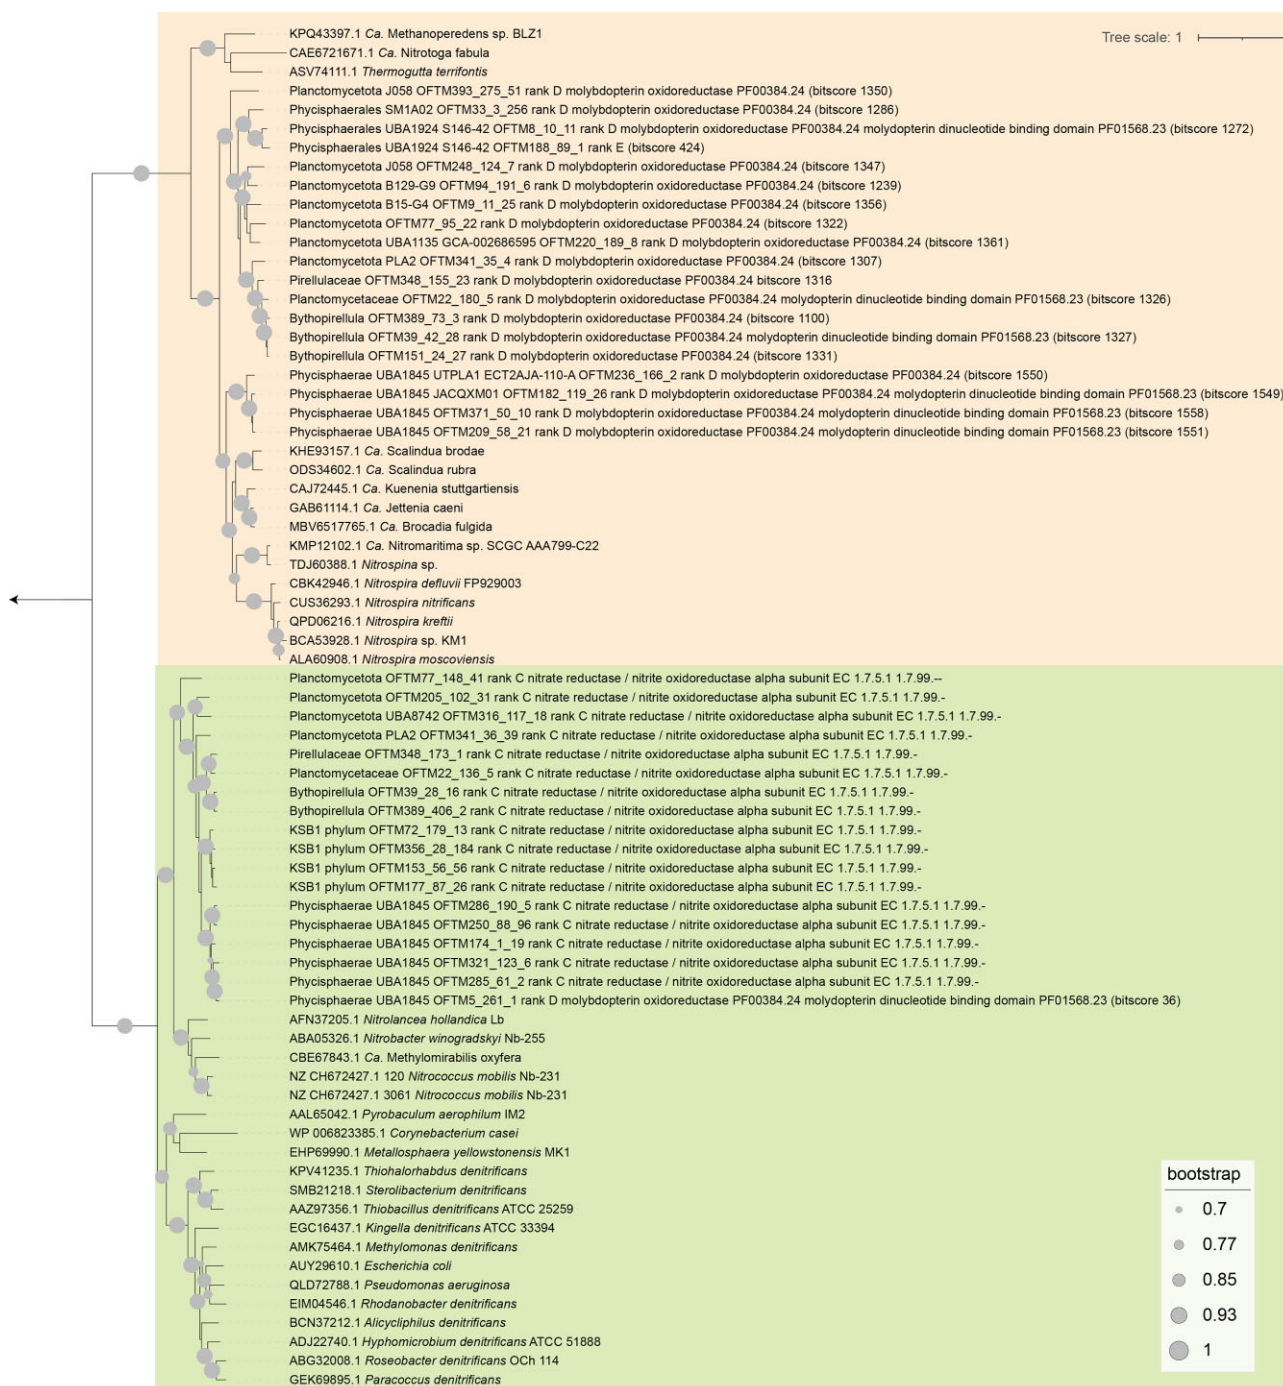 KPQ43397.1 Ca. Methanoperedens sp. BLZ1
Tree scale: 1
CAE6721671.1 Ca. Nitrotoga fabula
ASV74111.1 Thermogutta terrifontis
Planctomycetota J058 OFTM393_275_51 rank D molybdopterin oxidoreductase PF00384.24 (bitscore 1350)
Phycisphaerales SM1A02 OFTM33_3_256 rank D molybdopterin oxidoreductase PF00384.24 (bitscore 1286)
Phycisphaerales UBA1924 S146-42 OFTM8_10_11 rank D molybdopterin oxidoreductase PF00384.24 molydopterin dinucleotide binding domain PF01568.23 (bitscore 1272)
Phycisphaerales UBA1924 S146-42 OFTM188_89_1 rank E (bitscore 424)
Planctomycetota J058 OFTM248_124_7 rank D molybdopterin oxidoreductase PF00384.24 (bitscore 1347)
Planctomycetota B129-G9 OFTM94_191_6 rank D molybdopterin oxidoreductase PF00384.24 (bitscore 1239)
Planctomycetota B15-G4 OFTM9_11_25 rank D molybdopterin oxidoreductase PF00384.24 (bitscore 1356)
Planctomycetota OFTM77_95_22 rank D molybdopterin oxidoreductase PF00384.24 (bitscore 1322)
Planctomycetota UBA1135 GCA-002686595 OFTM220_189_8 rank D molybdopterin oxidoreductase PF00384.24 (bitscore 1361)
Planctomycetota PLA2 OFTM341_35_4 rank D molybdopterin oxidoreductase PF00384.24 (bitscore 1307)
Pirellulaceae OFTM348_155_23 rank D molybdopterin oxidoreductase PF00384.24 bitscore 1316
Planctomycetaceae OFTM22_180_5 rank D molybdopterin oxidoreductase PF00384.24 molydopterin dinucleotide binding domain PF01568.23 (bitscore 1326)
Bythopirellula OFTM389_73_3 rank D molybdopterin oxidoreductase PF00384.24 (bitscore 1100)
Bythopirellula OFTM39_42_28 rank D molybdopterin oxidoreductase PF00384.24 molydopterin dinucleotide binding domain PF01568.23 (bitscore 1327)
Bythopirellula OFTM151_24_27 rank D molybdopterin oxidoreductase PF00384.24 (bitscore 1331)
Phycisphaerae UBA1845 UTPLA1 ECT2AJA-110-A OFTM236_166_2 rank D molybdopterin oxidoreductase PF00384.24 (bitscore 1550)
Phycisphaerae UBA1845 JACQXM01 OFTM182_119_26 rank D molybdopterin oxidoreductase PF00384.24 molydopterin dinucleotide binding domain PF01568.23 (bitscore 1549)
Phycisphaerae UBA1845 OFTM371_50_10 rank D molybdopterin oxidoreductase PF00384.24 molydopterin dinucleotide binding domain PF01568.23 (bitscore 1558)
Phycisphaerae UBA1845 OFTM209_58_21 rank D molybdopterin oxidoreductase PF00384.24 molydopterin dinucleotide binding domain PF01568.23 (bitscore 1551)
KHE93157.1 Ca. Scalindua brodae
ODS34602.1 Ca. Scalindua rubra
CAJ72445.1 Ca. Kuenenia stuttgartiensis
GAB61114.1 Ca. Jettenia caeni
MBV6517765.1 Ca. Brocadia fulgida
KMP12102.1 Ca. Nitromaritima sp. SCGC AAA799-C22
TDJ60388.1 Nitrospina sp.
CBK42946.1 Nitrospira defluvii FP929003
CUS36293.1 Nitrospira nitrificans
QPD06216.1 Nitrospira kreftii
BCA53928.1 Nitrospira sp. KM1
ALA60908.1 Nitrospira moscoviensis
Planctomycetota OFTM77_148_41 rank C nitrate reductase / nitrite oxidoreductase alpha subunit EC 1.7.5.1 1.7.99.--
Planctomycetota OFTM205_102_31 rank C nitrate reductase / nitrite oxidoreductase alpha subunit EC 1.7.5.1 1.7.99.-
Planctomycetota UBA8742 OFTM316_117_18 rank C nitrate reductase / nitrite oxidoreductase alpha subunit EC 1.7.5.1 1.7.99.-
Planctomycetota PLA2 OFTM341_36_39 rank C nitrate reductase / nitrite oxidoreductase alpha subunit EC 1.7.5.1 1.7.99.-
Pirellulaceae OFTM348_173_1 rank C nitrate reductase / nitrite oxidoreductase alpha subunit EC 1.7.5.1 1.7.99.-
Planctomycetaceae OFTM22_136_5 rank C nitrate reductase / nitrite oxidoreductase alpha subunit EC 1.7.5.1 1.7.99.-
Bythopirellula OFTM39_28_16 rank C nitrate reductase / nitrite oxidoreductase alpha subunit EC 1.7.5.1 1.7.99.-
Bythopirellula OFTM389_406_2 rank C nitrate reductase / nitrite oxidoreductase alpha subunit EC 1.7.5.1 1.7.99.-
KSB1 phylum OFTM72_179_13 rank C nitrate reductase / nitrite oxidoreductase alpha subunit EC 1.7.5.1 1.7.99.-
KSB1 phylum OFTM356_28_184 rank C nitrate reductase / nitrite oxidoreductase alpha subunit EC 1.7.5.1 1.7.99.-
KSB1 phylum OFTM153_56_56 rank C nitrate reductase / nitrite oxidoreductase alpha subunit EC 1.7.5.1 1.7.99.-
KSB1 phylum OFTM177_87_26 rank C nitrate reductase / nitrite oxidoreductase alpha subunit EC 1.7.5.1 1.7.99.-
Phycisphaerae UBA1845 OFTM286_190_5 rank C nitrate reductase / nitrite oxidoreductase alpha subunit EC 1.7.5.1 1.7.99.-
Phycisphaerae UBA1845 OFTM250_88_96 rank C nitrate reductase / nitrite oxidoreductase alpha subunit EC 1.7.5.1 1.7.99.-
Phycisphaerae UBA1845 OFTM174_1_19 rank C nitrate reductase / nitrite oxidoreductase alpha subunit EC 1.7.5.1 1.7.99.-
Phycisphaerae UBA1845 OFTM321_123_6 rank C nitrate reductase / nitrite oxidoreductase alpha subunit EC 1.7.5.1 1.7.99.-
Phycisphaerae UBA1845 OFTM285_61_2 rank C nitrate reductase / nitrite oxidoreductase alpha subunit EC 1.7.5.1 1.7.99.-
Phycisphaerae UBA1845 OFTM5_261_1 rank D molybdopterin oxidoreductase PF00384.24 molydopterin dinucleotide binding domain PF01568.23 (bitscore 36)
AFN37205.1 Nitrolancea hollandica Lb
ABA05326.1 Nitrobacter winogradskyi Nb-255
CBE67843.1 Ca. Methylomirabilis oxyfera
NZ CH672427.1 120 Nitrococcus mobilis Nb-231
NZ CH672427.1 3061 Nitrococcus mobilis Nb-231
AAL65042.1 Pyrobaculum aerophilum IM2
WP 006823385.1 Corynebacterium casei
EHP69990.1 Metallosphaera yellowstonensis MK1
KPV41235.1 Thiohalorhabdus denitrificans
SMB21218.1 Sterolibacterium denitrificans
AAZ97356.1 Thiobacillus denitrificans ATCC 25259
EGC16437.1 Kingella denitrificans ATCC 33394
AMK75464.1 Methylomonas denitrificans
AUY29610.1 Escherichia coli
QLD72788.1 Pseudomonas aeruginosa
EIM04546.1 Rhodanobacter denitrificans
BCN37212.1 Alicycliphilus denitrificans
ADJ22740.1 Hyphomicrobium denitrificans ATCC 51888
ABG32008.1 Roseobacter denitrificans OCh 114
GEK69895.1 Paracoccus denitrificans
bootstrap
0.7
0.77
0.85
0.93
1